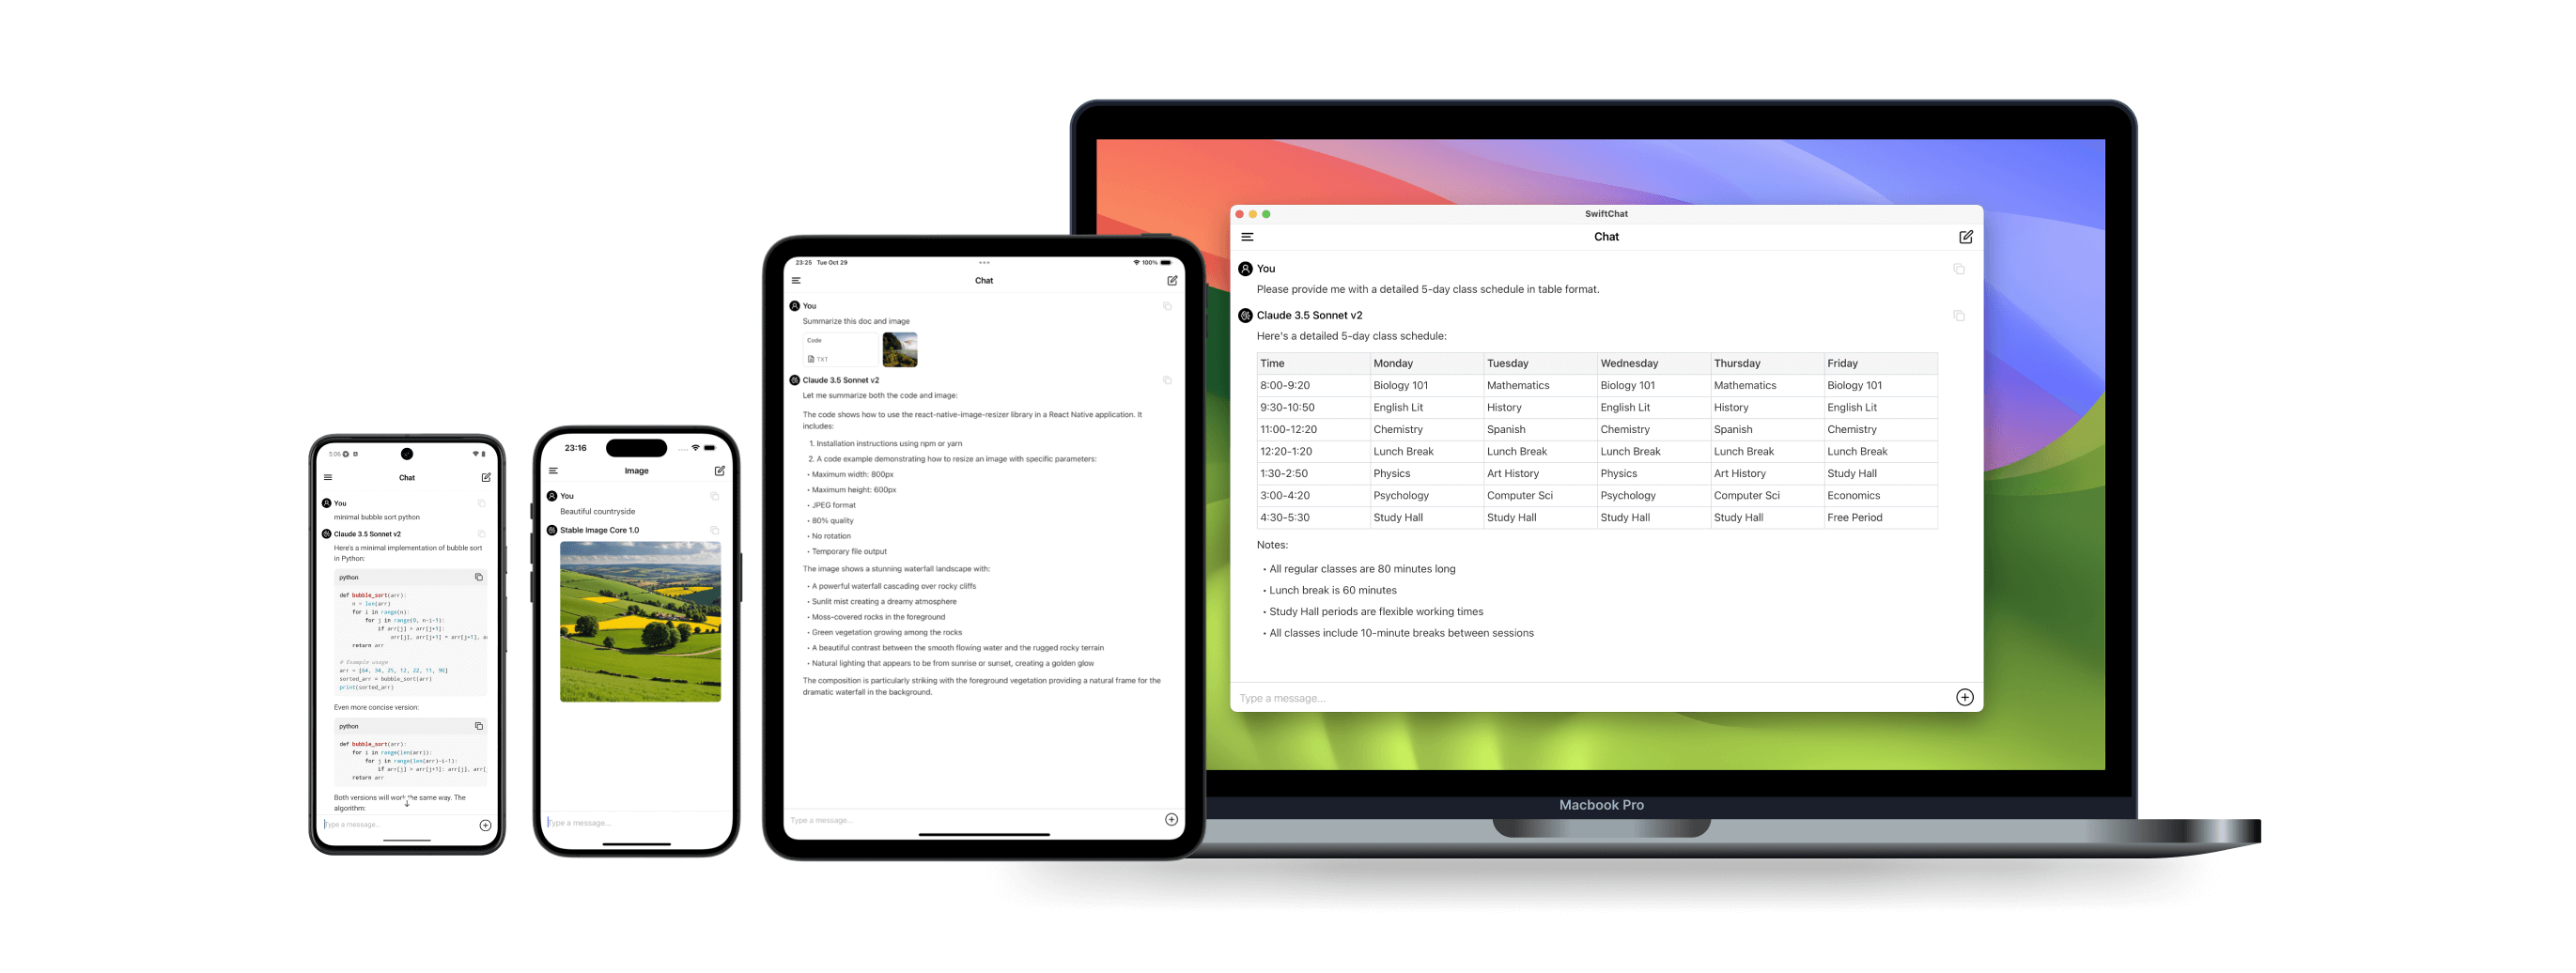 5:06
Chat
You
minimal bubble sort python
Claude 3.5 Sonnet v2
Here's a minimal implementation of bubble sort
in Python:
python
def bubble_sort(arr):
n = len(arr)
for i in range(n):
for j in range(0, n-i-1):
if arr[j] > arr[j+1]:
arr[j], arr[j+1] = arr[j+1], a
return arr
# Example usage
arr = [64, 34, 25, 12, 22, 11, 90]
sorted_arr = bubble_sort(arr)
print(sorted_arr)
Even more concise version:
python
def bubble_sort(arr):
for i in range(len(arr)):
for j in range(len(arr)-i-1):
if arr[j] > arr[j+1]: arr[j], arr[
return arr
Both versions will work the same way. The
algorithm:
Type a message...
23:16
Image
You
Beautiful countryside
Stable Image Core 1.0
Type a message...
23:25 Tue Oct 29
100%
Chat
You
Summarize this doc and image
Code
TXT
Claude 3.5 Sonnet v2
Let me summarize both the code and image:
The code shows how to use the react-native-image-resizer library in a React Native application. It
includes:
1. Installation instructions using npm or yarn
2. A code example demonstrating how to resize an image with specific parameters:
• Maximum width: 800px
• Maximum height: 600px
• JPEG format
• 80% quality
• No rotation
• Temporary file output
The image shows a stunning waterfall landscape with:
• A powerful waterfall cascading over rocky cliffs
• Sunlit mist creating a dreamy atmosphere
• Moss-covered rocks in the foreground
• Green vegetation growing among the rocks
• A beautiful contrast between the smooth flowing water and the rugged rocky terrain
• Natural lighting that appears to be from sunrise or sunset, creating a golden glow
The composition is particularly striking with the foreground vegetation providing a natural frame for the
dramatic waterfall in the background.
Type a message...
SwiftChat
Chat
You
Please provide me with a detailed 5-day class schedule in table format.
Claude 3.5 Sonnet v2
Here's a detailed 5-day class schedule:
Time Monday Tuesday Wednesday Thursday Friday
8:00-9:20 Biology 101 Mathematics Biology 101 Mathematics Biology 101
9:30-10:50 English Lit History English Lit History English Lit
11:00-12:20 Chemistry Spanish Chemistry Spanish Chemistry
12:20-1:20 Lunch Break Lunch Break Lunch Break Lunch Break Lunch Break
1:30-2:50 Physics Art History Physics Art History Study Hall
3:00-4:20 Psychology Computer Sci Psychology Computer Sci Economics
4:30-5:30 Study Hall Study Hall Study Hall Study Hall Free Period
Notes:
• All regular classes are 80 minutes long
• Lunch break is 60 minutes
• Study Hall periods are flexible working times
• All classes include 10-minute breaks between sessions
Type a message...
Macbook Pro